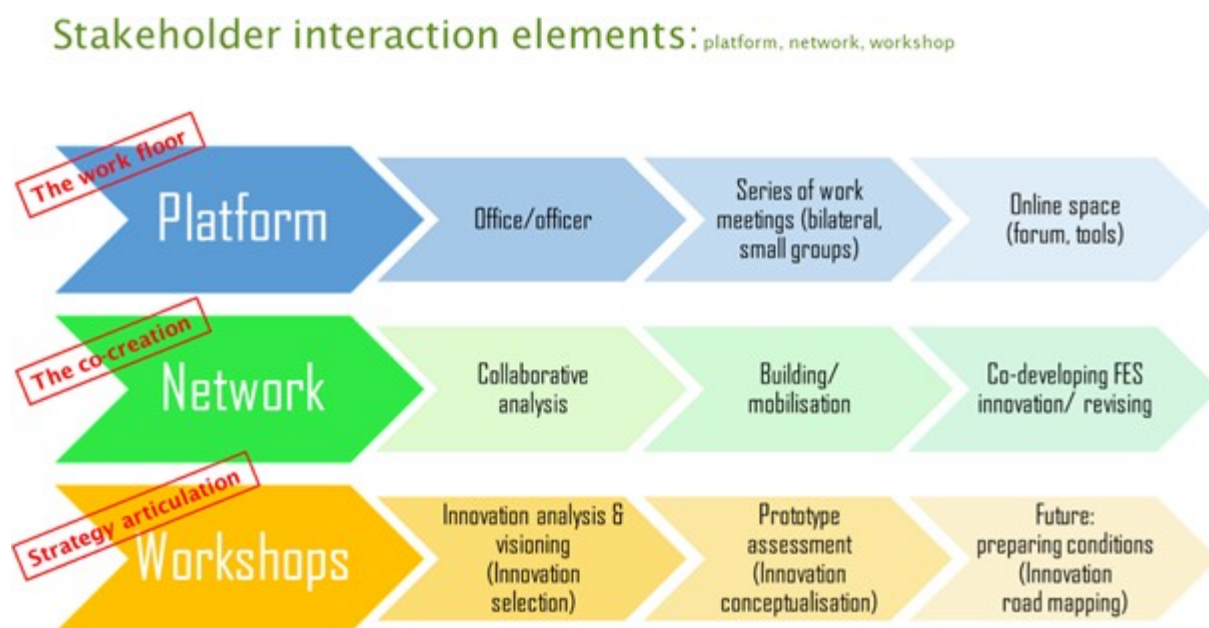 Stakeholder interaction elements: platform, network, workshop
The work floor
Platform
Office/officer
Series of work
meetings (bilateral,
small groups)
Online space
(forum, tools)
The co-creation
Network
Collaborative
analysis
Building/
mobilisation
Co-developing FES
innovation/ revising
Strategy articulation
Workshops
Innovation analysis &
visioning
(Innovation
selection)
Prototype
assessment
(Innovation
conceptualisation)
Future:
preparing conditions
(Innovation
road mapping)